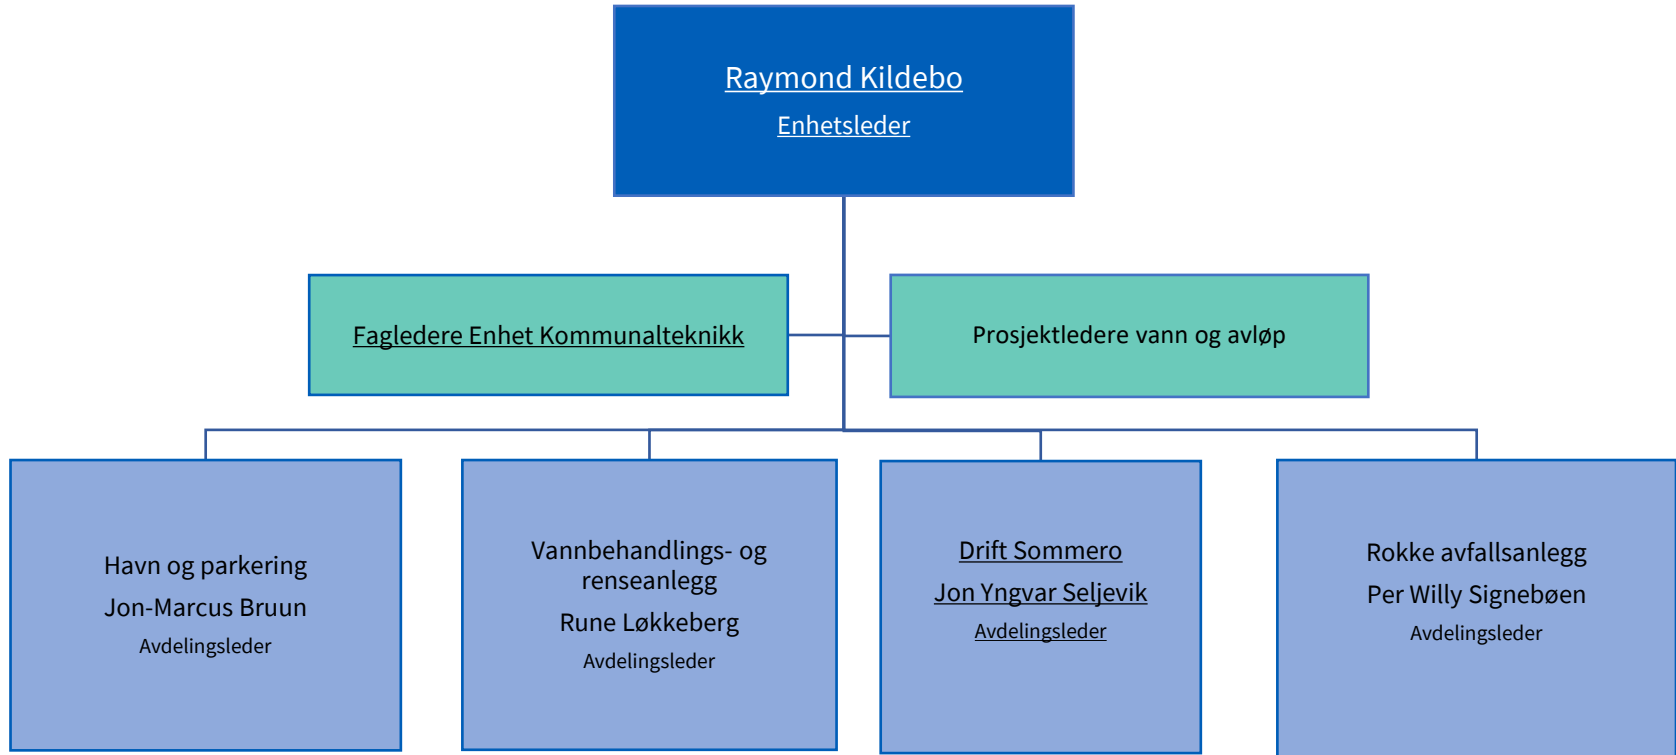 Raymond Kildebo
Enhetsleder
Fagledere Enhet Kommunalteknikk
Prosjektledere vann og avløp
Havn og parkering
Jon-Marcus Bruun
Avdelingsleder
Vannbehandlings- og
renseanlegg
Rune Løkkeberg
Avdelingsleder
Drift Sommero
Jon Yngvar Seljevik
Avdelingsleder
Rokke avfallsanlegg
Per Willy Signebøen
Avdelingsleder